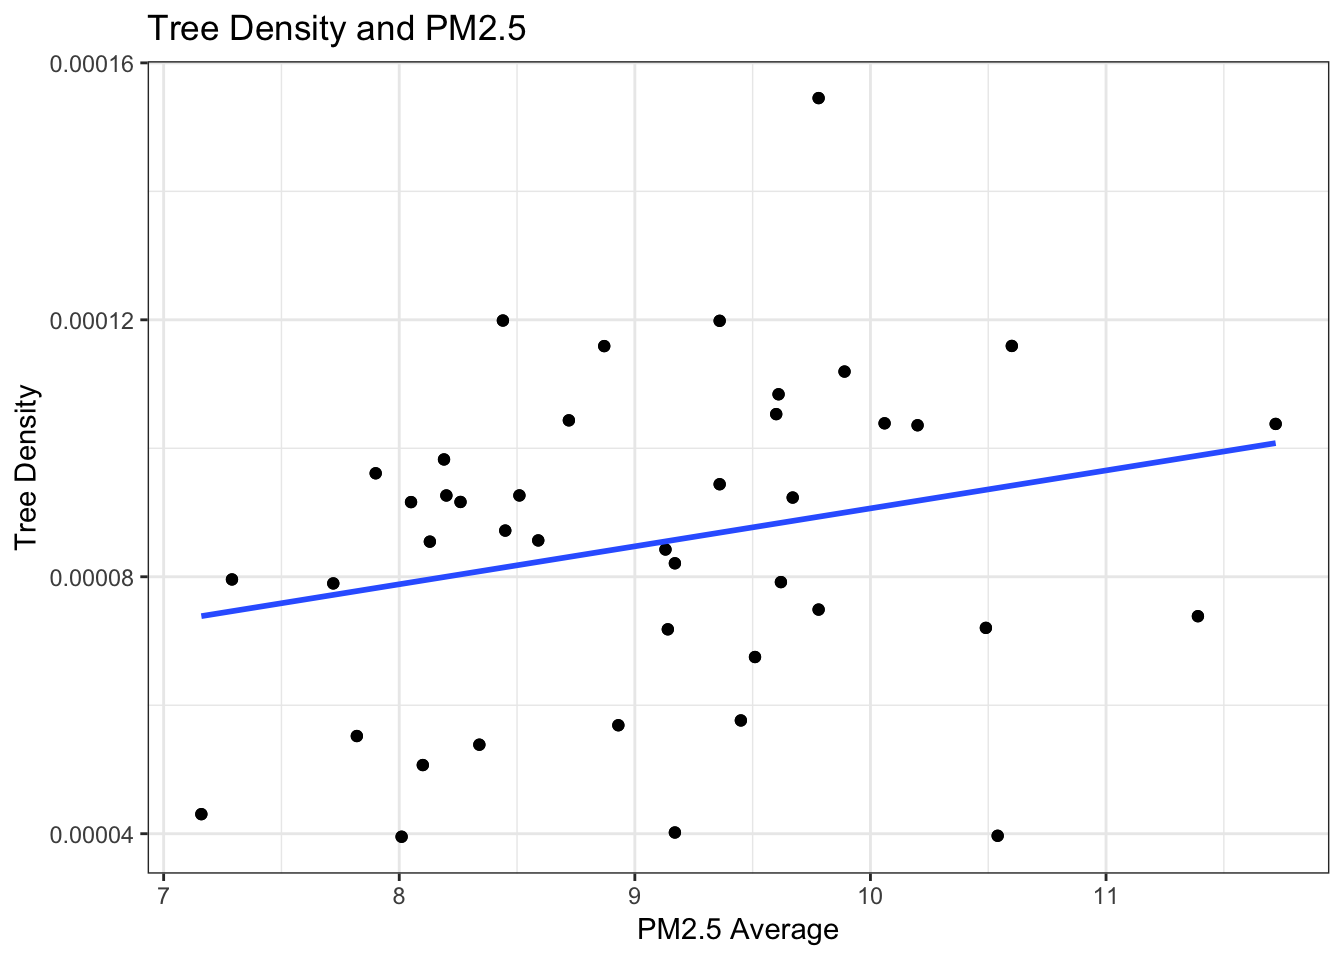 Tree Density and PM2.5
0.00016
0.00012
0.00008
0.00004
Tree Density
7 8 9 10 11
PM2.5 Average